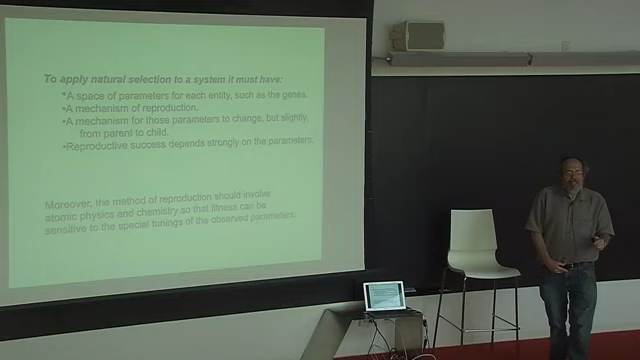 To apply natural selection to a system it must have:
•A space of parameters for each entity, such as the genes.
•A mechanism of reproduction.
•A mechanism for those parameters to change, but slightly,
from parent to child.
•Reproductive success depends strongly on the parameters.
Moreover, the method of reproduction should involve
atomic physics and chemistry so that fitness can be
sensitive to the special tunings of the observed parameters.